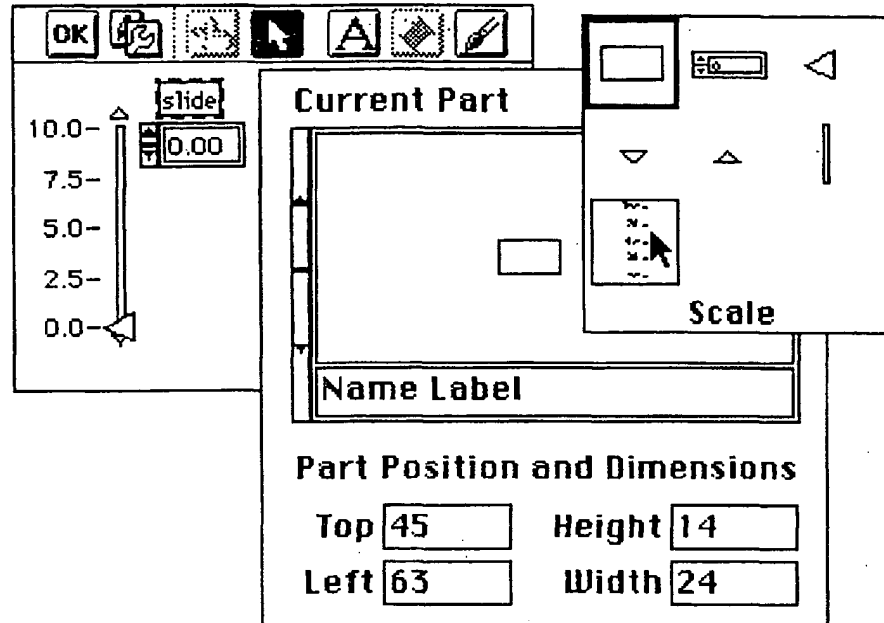 OK A
slide
10.0-
0.00
7.5-
5.0-
2.5-
0.0-
Current Part
0
Scale
Name Label
Part Position and Dimensions
Top 45 Height 14
Left 63 Width 24